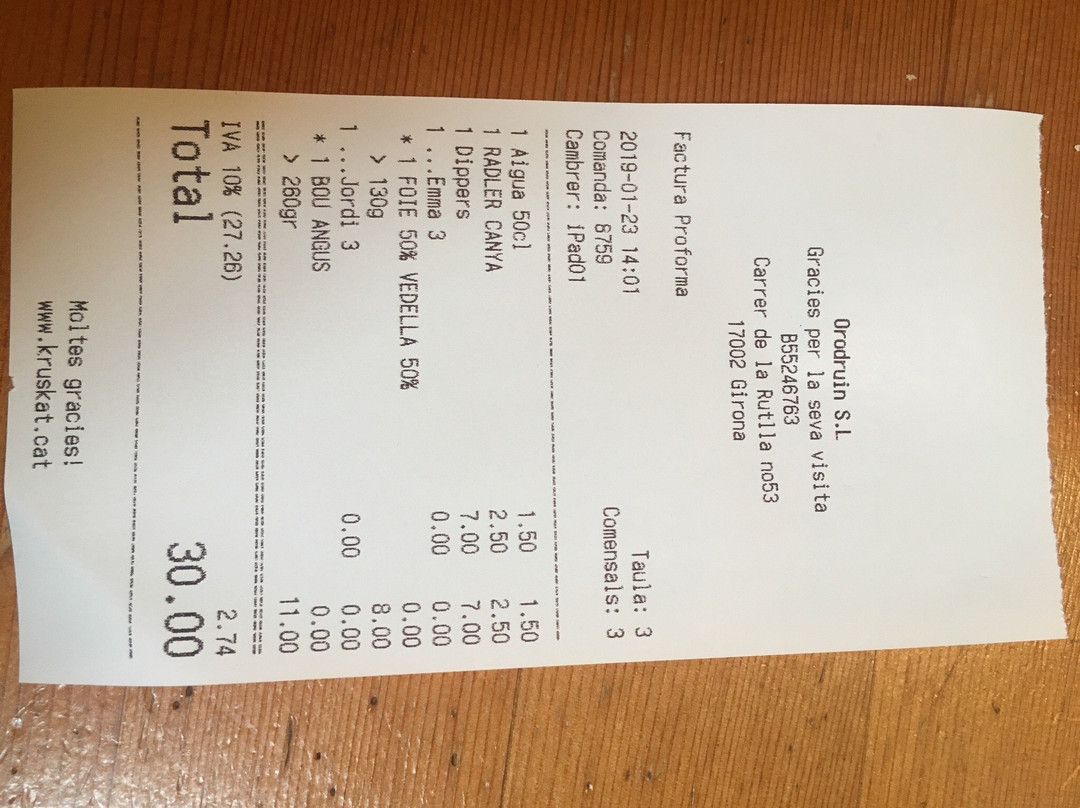 Orodruin S.L
Gracies per la seva visita
B55246763
Carrer de la Rutlla no53
17002 Girona
Factura Proforma
2019-01-23 14:01 Taula: 3
Comanda: 8759 Comensals: 3
Cambrer: iPad01
1 Aigua 50cl 1.50 1.50
1 RADLER CANYA 2.50 2.50
1 Dippers 7.00 7.00
1 ...Emma 3 0.00 0.00
* 1 FOIE 50% VEDELLA 50% 0.00
> 130g 8.00
1 ...Jordi 3 0.00 0.00
* 1 BOU ANGUS 0.00
> 260gr 11.00
IVA 10% (27.26) 2.74
Total 30.00
Moltes gracies!
www.kruskat.cat